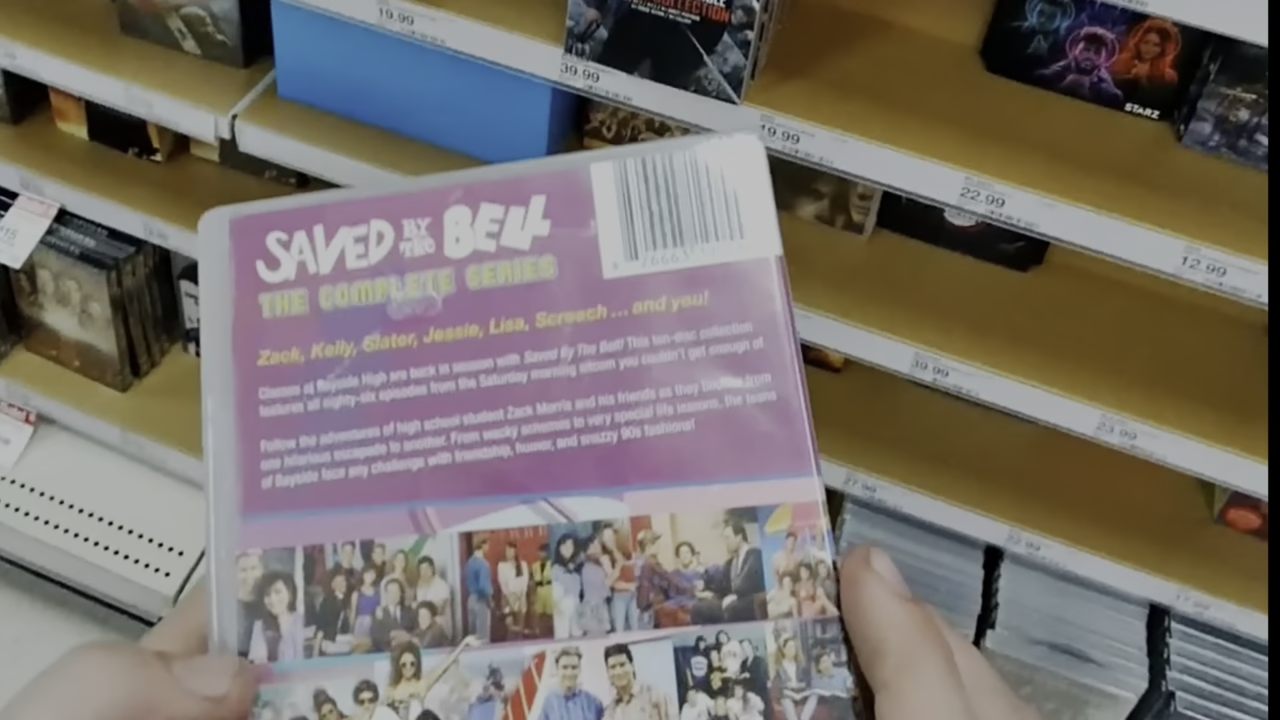 19.99
COLLECTION
39.99
STARZ
19.99
22.99
12.99
SAVED BY THE BELL
THE COMPLETE SERIES
Zack, Kelly, Slater, Jessie, Lisa, Screech ... and you!
Classes at Bayside High are back in session with Saved By The Bell! This ten-disc collection
features all eighty-six episodes from the Saturday morning sitcom you couldn't get enough of
Follow the adventures of high school student Zack Morris and his friends as they from
one hilarious escapade to another. From wacky schemes to very special life lessons, the teens
of Bayside face any challenge with friendship, humor, and snazzy 90s fashions!
39.99
23.99
27.99
22.99